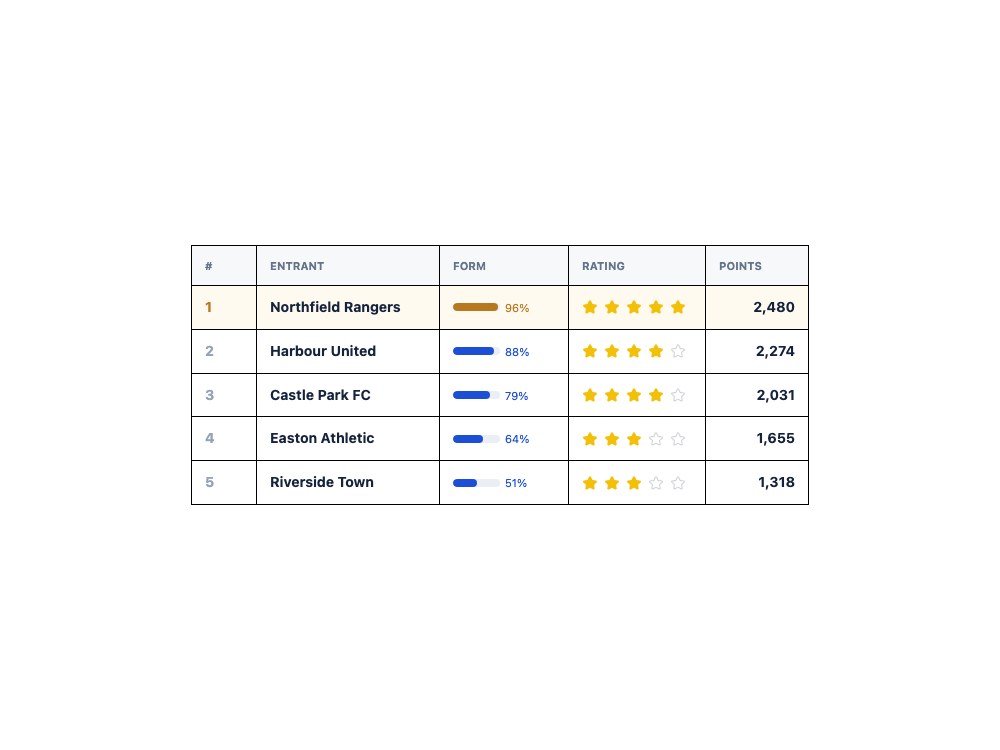 # ENTRANT FORM RATING POINTS
1 Northfield Rangers 96% 2,480
2 Harbour United 88% 2,274
3 Castle Park FC 79% 2,031
4 Easton Athletic 64% 1,655
5 Riverside Town 51% 1,318